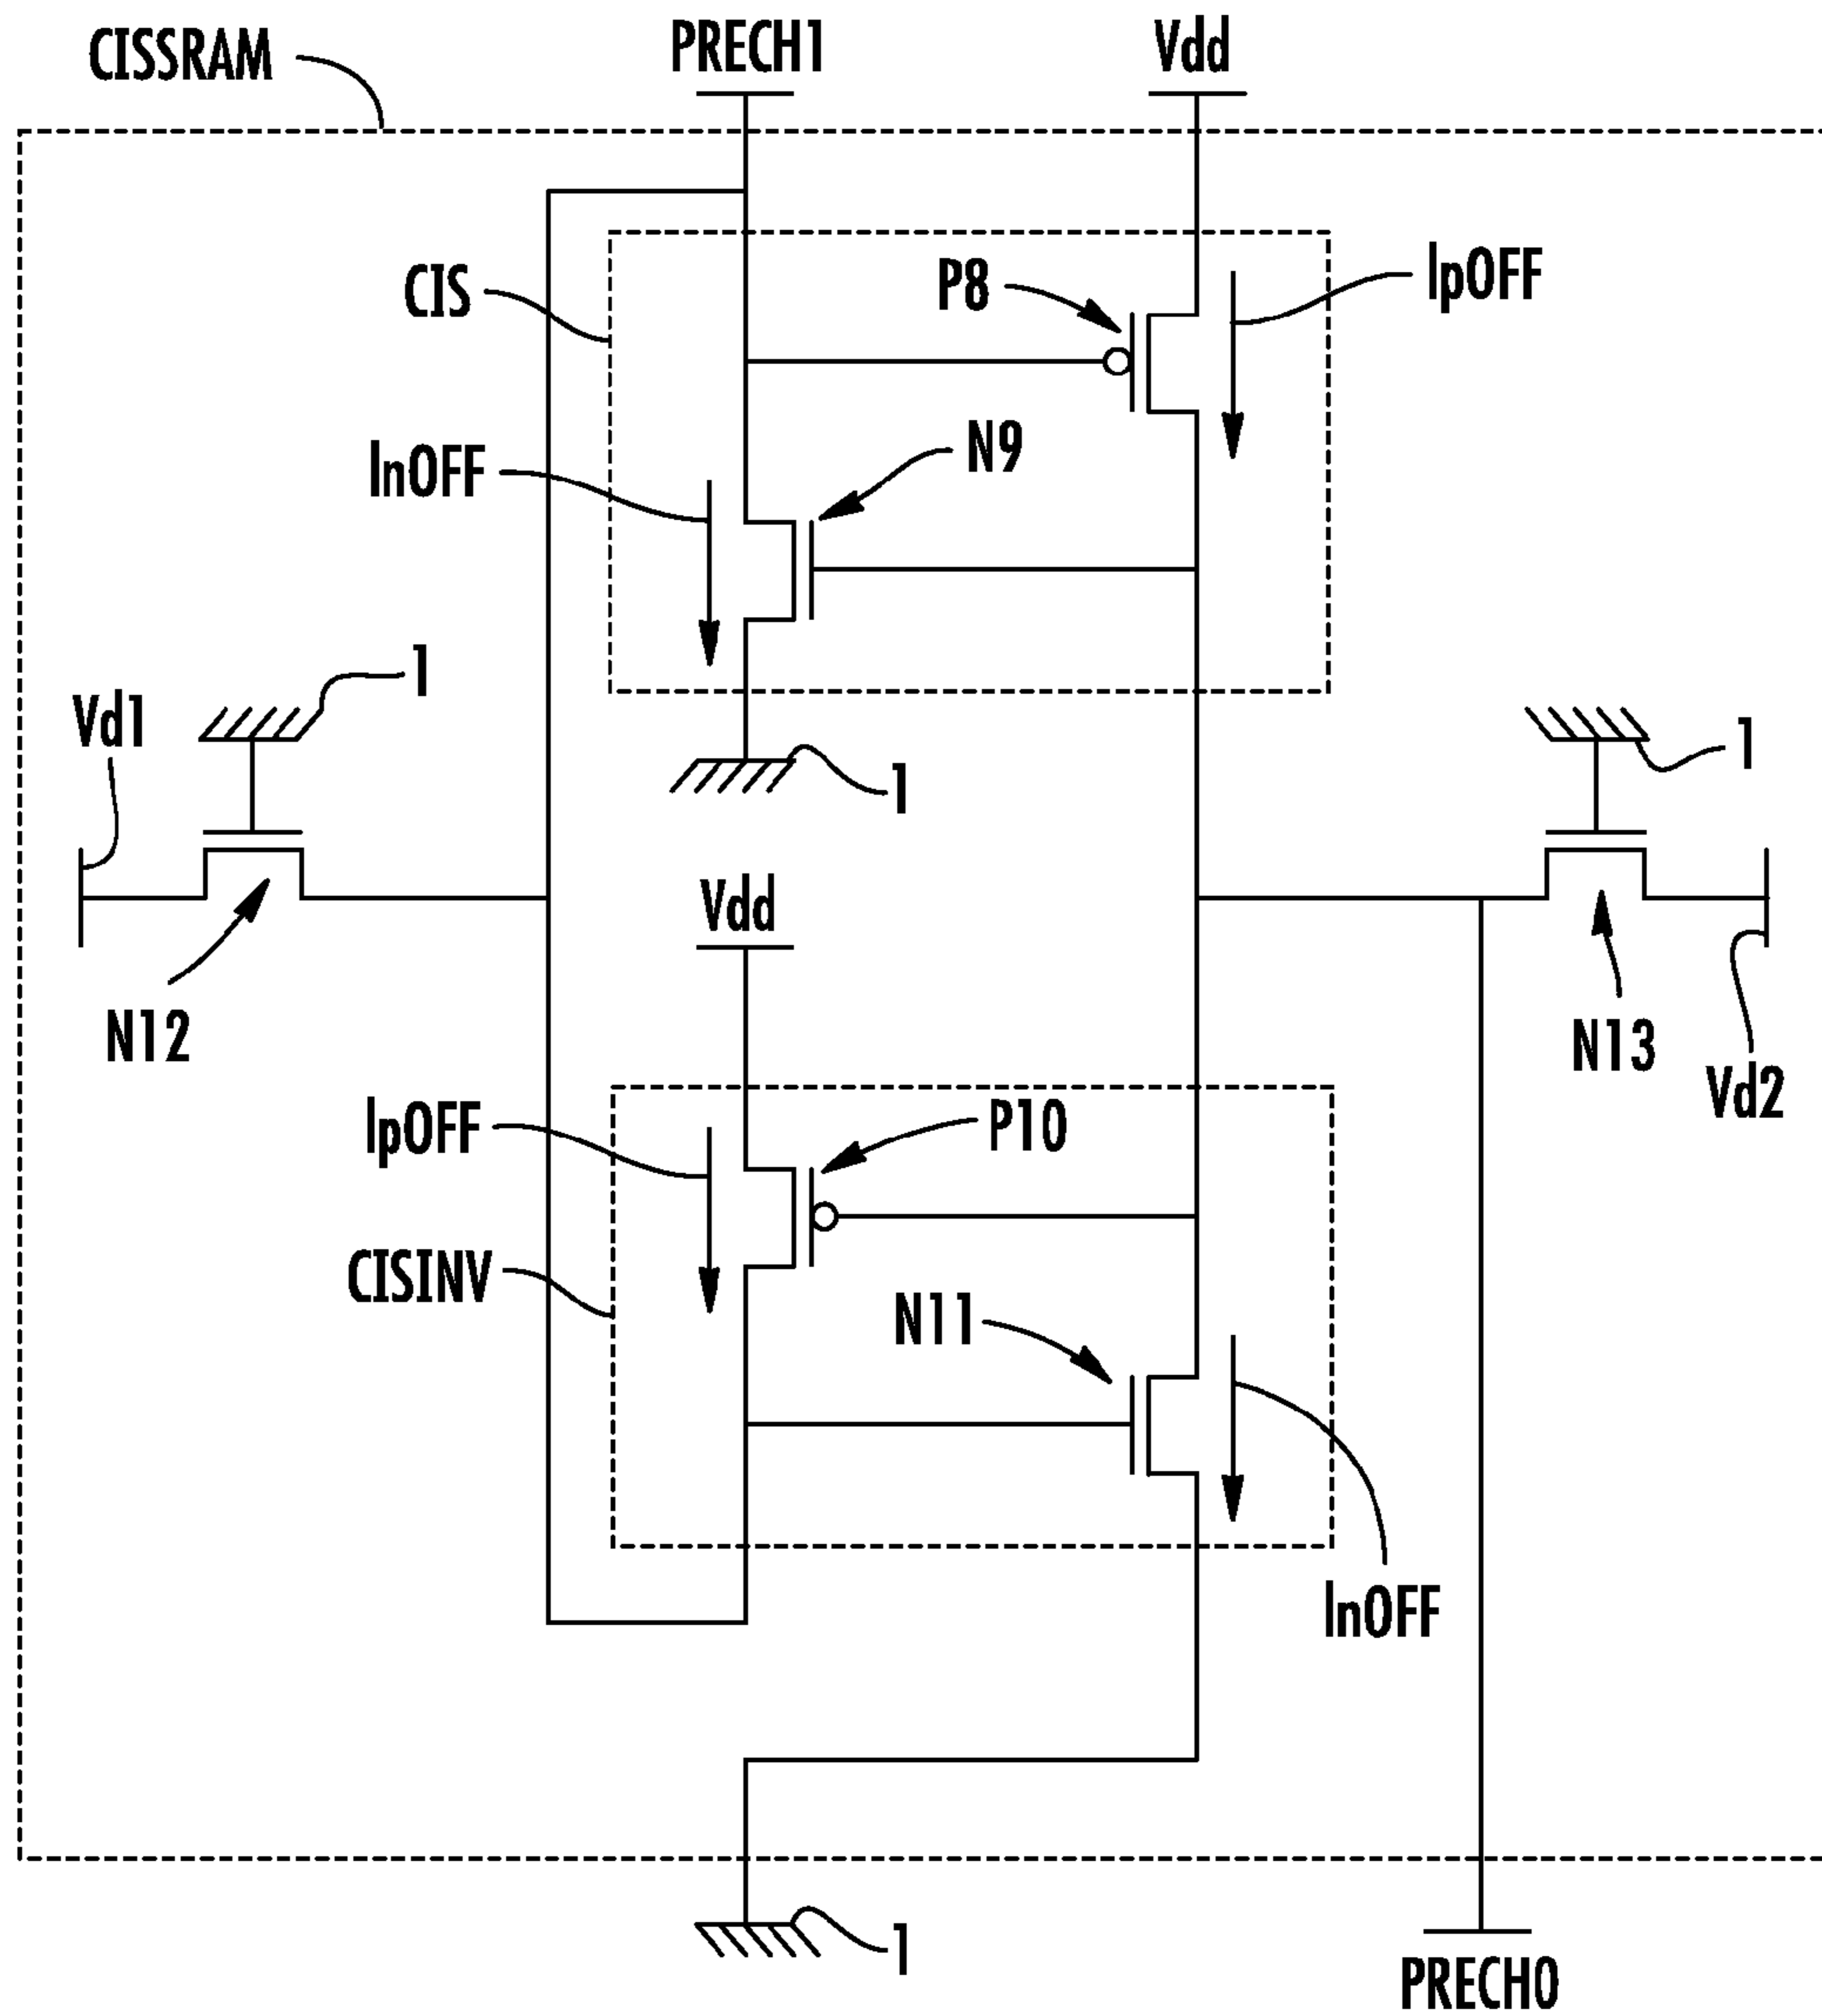 CISSRAM
PRECH1
Vdd
CIS
P8
IpOFF
InOFF
N9
1
Vd1
1
1
Vdd
N12
N13
Vd2
IpOFF
P10
CISINV
N11
InOFF
1
PRECH0